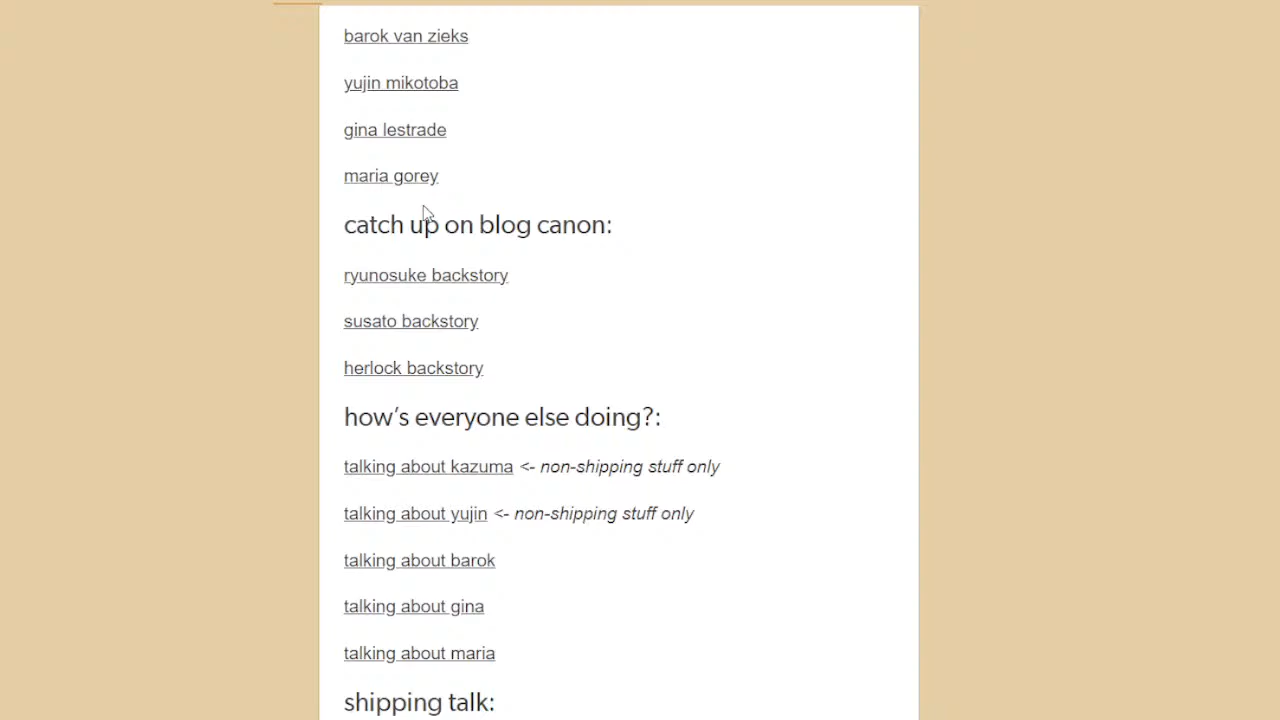 barok van zieks
yujin mikotoba
gina lestrade
maria gorey
catch up on blog canon:
ryunosuke backstory
susato backstory
herlock backstory
how's everyone else doing?:
talking about kazuma <- non-shipping stuff only
talking about yujin <- non-shipping stuff only
talking about barok
talking about gina
talking about maria
shipping talk: